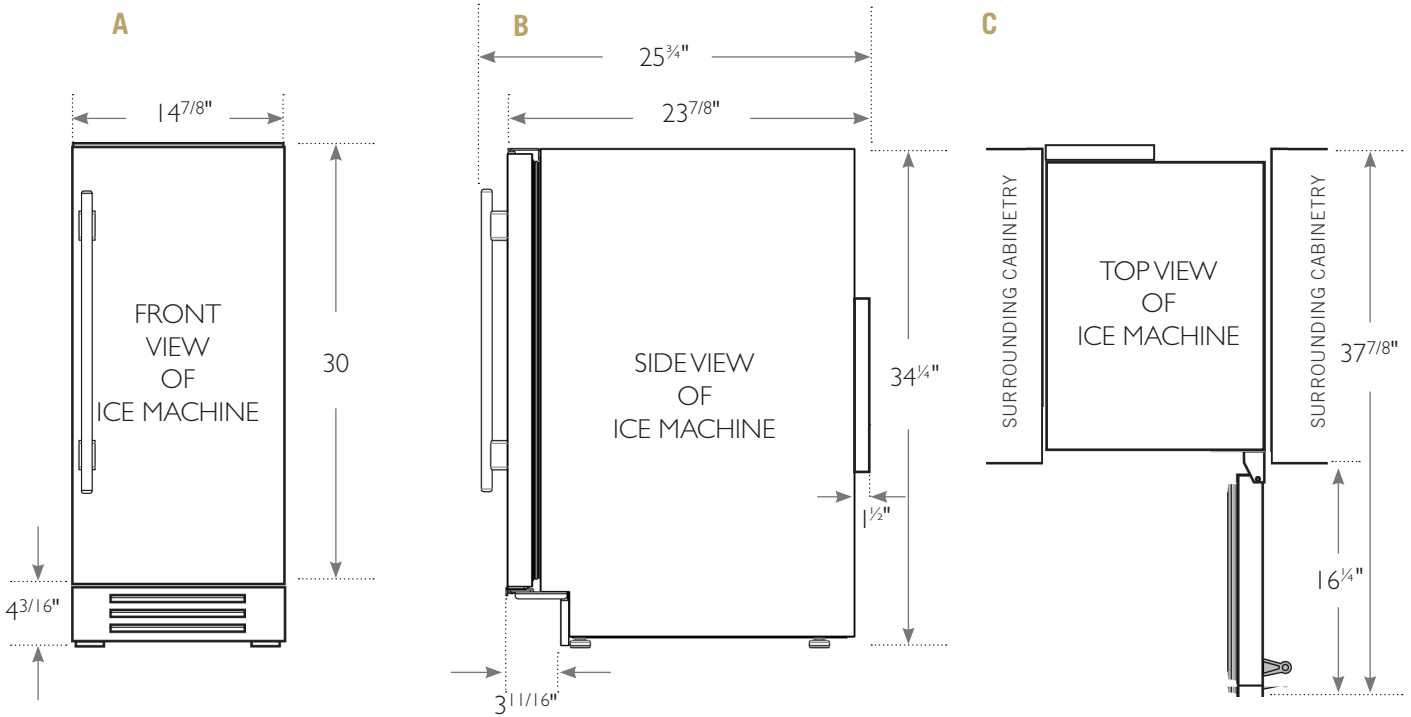 A
B
C
25¾"
14 7/8"
23 7/8"
FRONT
VIEW
OF
ICE MACHINE
30
4 3/16"
SIDE VIEW
OF
ICE MACHINE
34¼"
1½"
3 11/16"
SURROUNDING CABINETRY
TOP VIEW
OF
ICE MACHINE
SURROUNDING CABINETRY
37 7/8"
16¼"